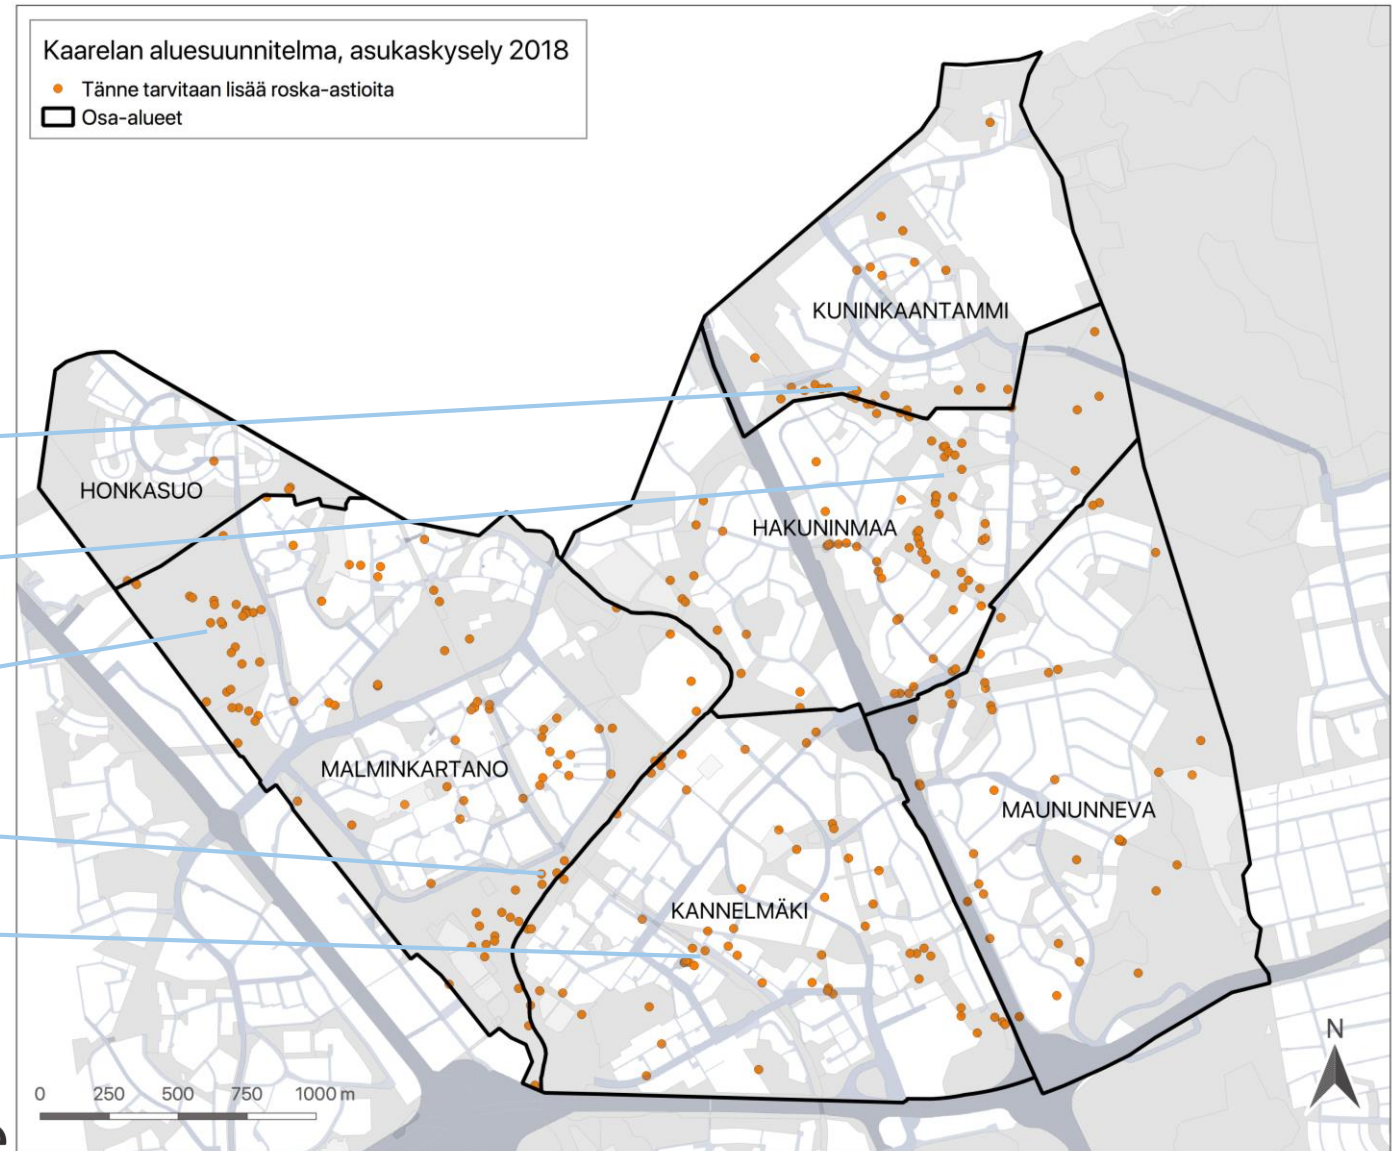 Kaarelan aluesuunnitelma, asukaskysely 2018
Tänne tarvitaan lisää roska-astioita
Osa-alueet
KUNINKAANTAMMI
HONKASUO
HAKUNINMAA
MALMINKARTANO
MAUNUNNEVA
KANNELMÄKI
N
0 250 500 750 1000 m